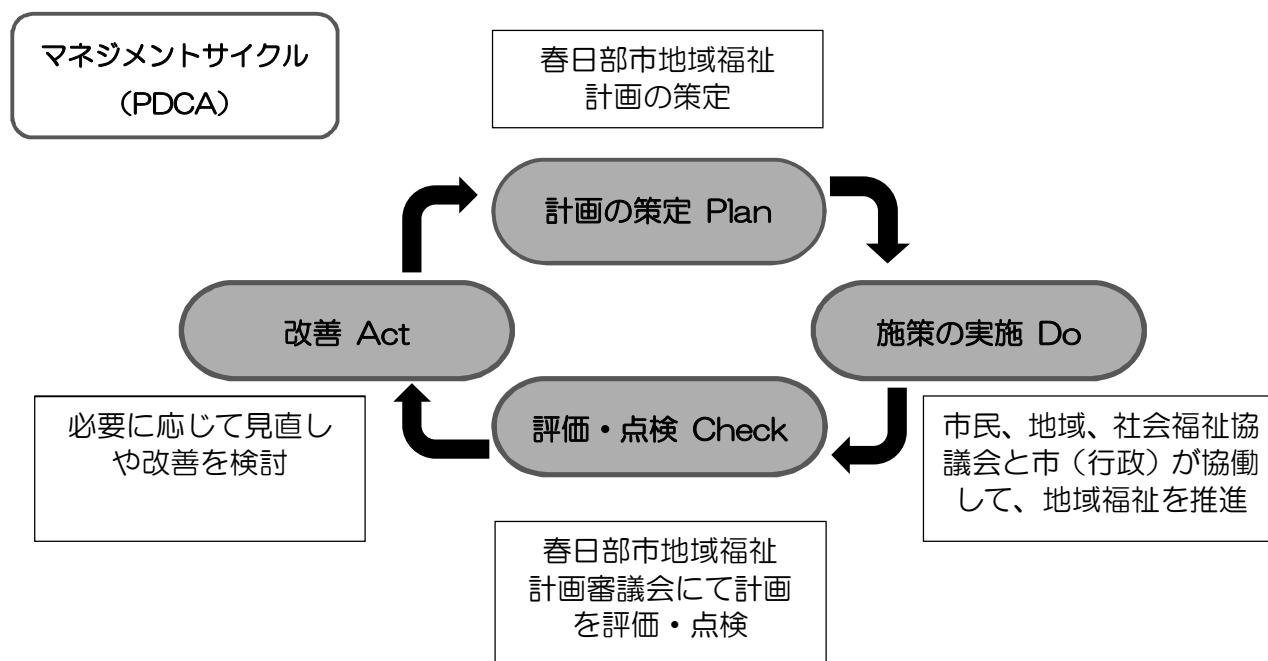 マネジメントサイクル
(PDCA)
春日部市地域福祉
計画の策定
計画の策定 Plan
改善 Act
施策の実施 Do
評価・点検 Check
必要に応じて見直し
や改善を検討
市民、地域、社会福祉協
議会と市（行政）が協働
して、地域福祉を推進
春日部市地域福祉
計画審議会にて計画
を評価・点検